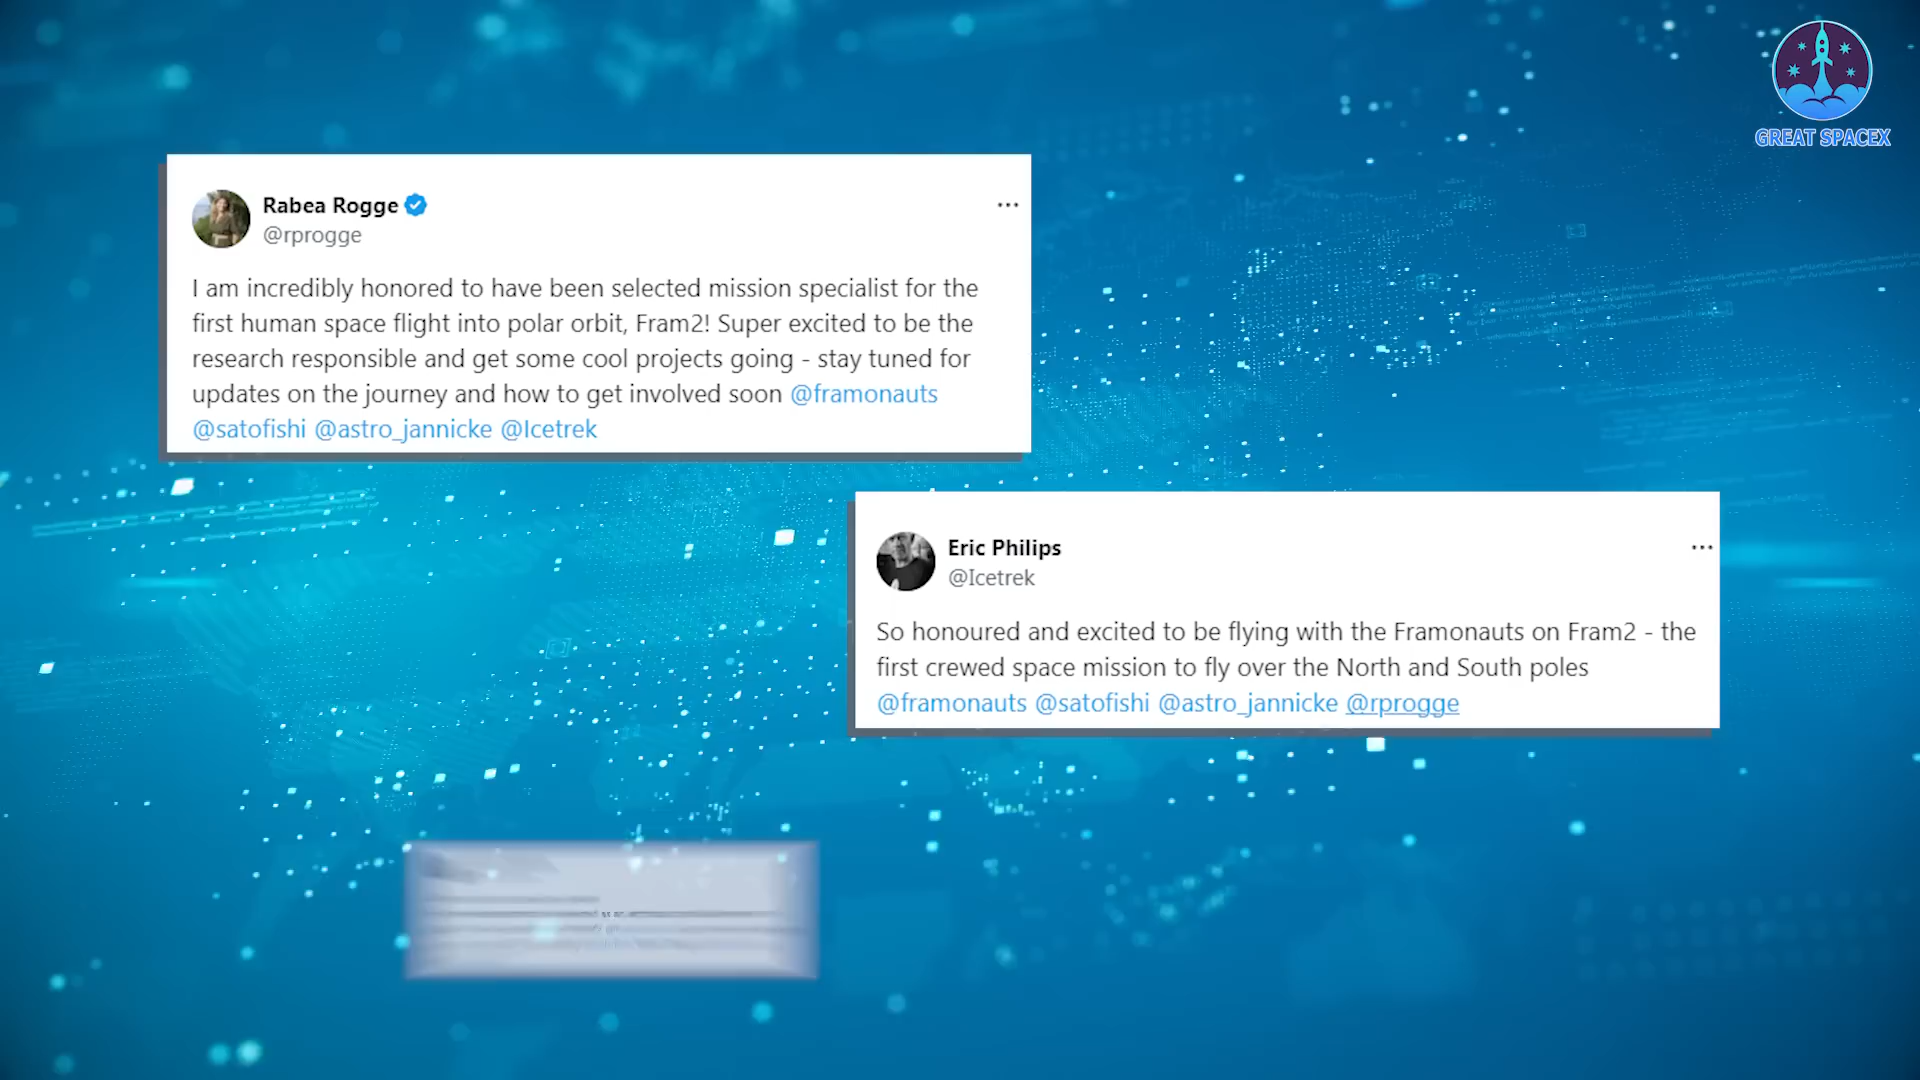 GREAT SPACEX
Rabea Rogge
@rprogge
I am incredibly honored to have been selected mission specialist for the
first human space flight into polar orbit, Fram2! Super excited to be the
research responsible and get some cool projects going - stay tuned for
updates on the journey and how to get involved soon @framonauts
@satofishi @astro_jannicke @Icetrek
Eric Philips
@Icetrek
So honoured and excited to be flying with the Framonauts on Fram2 - the
first crewed space mission to fly over the North and South poles
@framonauts @satofishi @astro_jannicke @rprogge